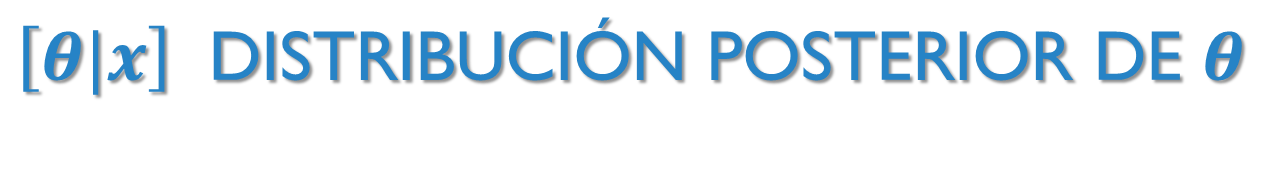 [θ|x] DISTRIBUCIÓN POSTERIOR DE θ